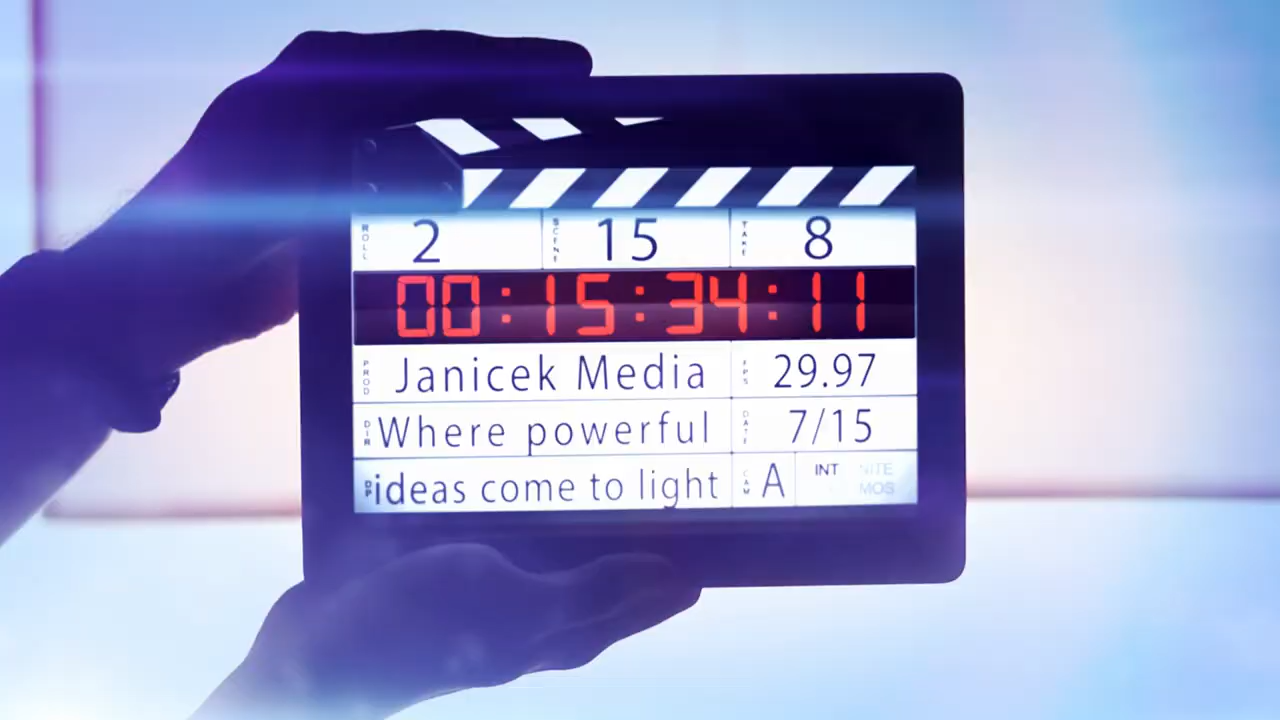 ROLL 2 SCENE 15 TAKE 8
00:15:34:11
PROD Janicek Media FPS 29.97
DIR Where powerful DATE 7/15
DP ideas come to light CAM A INT NITE
MOS